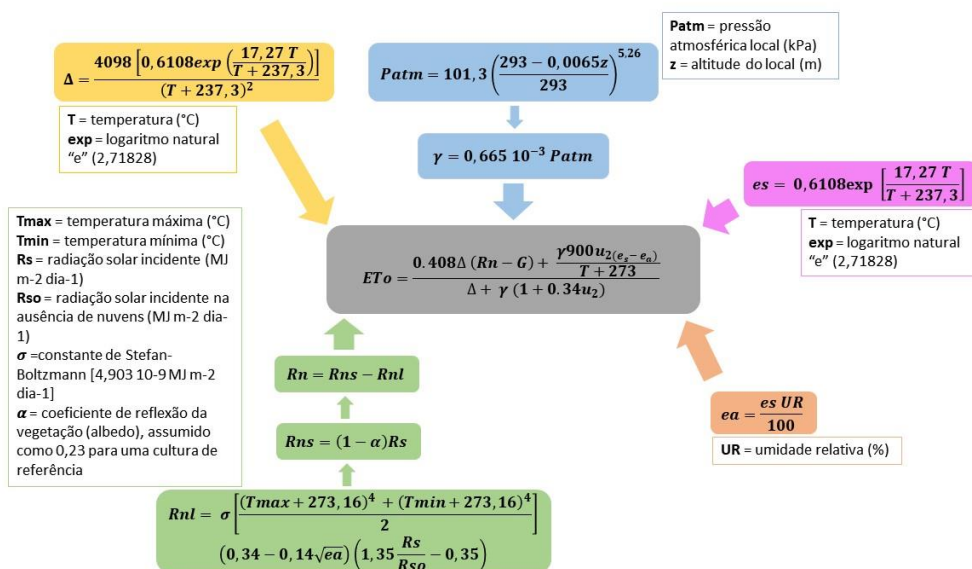 Δ = 4098 [0,6108exp (17,27 T / T + 237,3)] / (T + 237,3)²
T = temperatura (°C)
exp = logaritmo natural
“e” (2,71828)
Patm = 101,3 (293 − 0,0065z / 293)^5.26
Patm = pressão
atmosférica local (kPa)
z = altitude do local (m)
γ = 0,665 10⁻³ Patm
es = 0,6108exp [17,27 T / T + 237,3]
T = temperatura (°C)
exp = logaritmo natural
“e” (2,71828)
Tmax = temperatura máxima (°C)
Tmin = temperatura mínima (°C)
Rs = radiação solar incidente (MJ
m-2 dia-1)
Rso = radiação solar incidente na
ausência de nuvens (MJ m-2 dia-
1)
σ =constante de Stefan-
Boltzmann [4,903 10-9 MJ m-2
dia-1]
α = coeficiente de reflexão da
vegetação (albedo), assumido
como 0,23 para uma cultura de
referência
ETo = 0.408Δ (Rn − G) + γ900u₂(eₛ−eₐ) / T + 273 / Δ + γ (1 + 0.34u₂)
Rn = Rns − Rnl
Rns = (1 − α)Rs
Rnl = σ [(Tmax + 273,16)⁴ + (Tmin + 273,16)⁴ / 2]
(0,34 − 0,14√ea) (1,35 Rs / Rso − 0,35)
ea = es UR / 100
UR = umidade relativa (%)